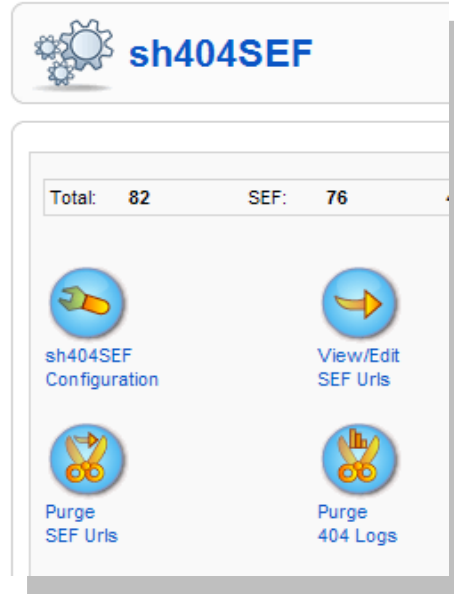 sh404SEF
Total: 82 SEF: 76
sh404SEF
Configuration
View/Edit
SEF Urls
Purge
SEF Urls
Purge
404 Logs